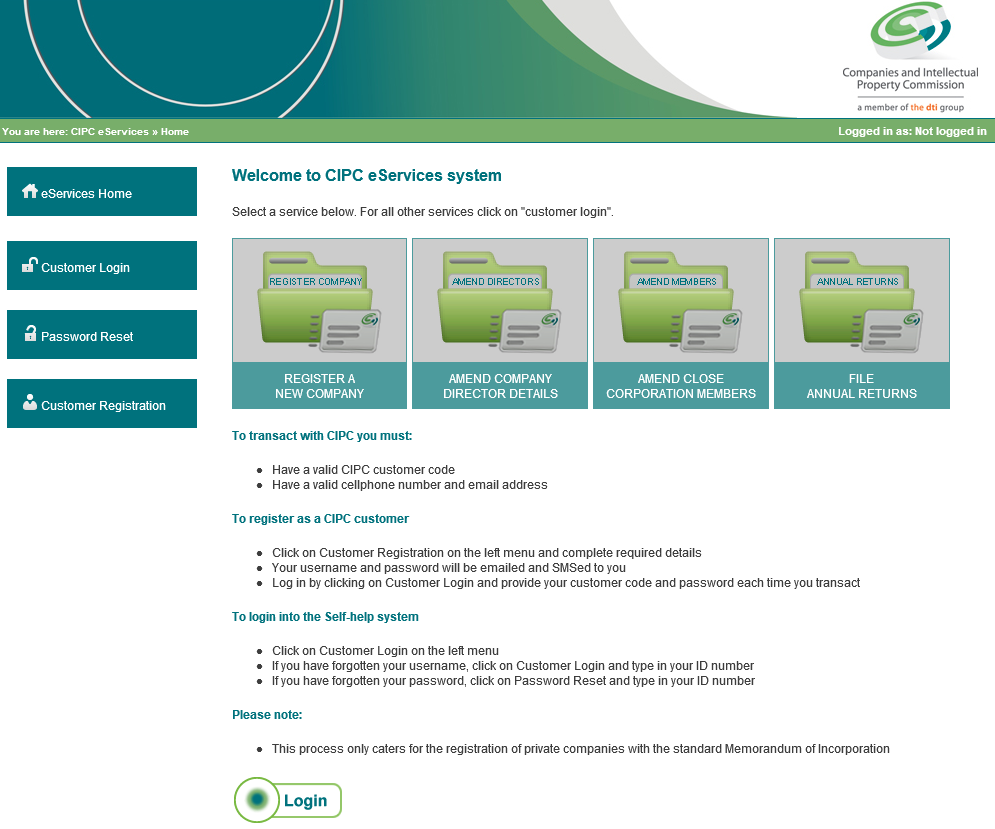 Companies and Intellectual
Property Commission
a member of the dti group
You are here: CIPC eServices » Home
Logged in as: Not logged in
eServices Home
Customer Login
Password Reset
Customer Registration
Welcome to CIPC eServices system
Select a service below. For all other services click on "customer login".
REGISTER COMPANY
AMEND DIRECTORS
AMEND MEMBERS
ANNUAL RETURNS
REGISTER A
NEW COMPANY
AMEND COMPANY
DIRECTOR DETAILS
AMEND CLOSE
CORPORATION MEMBERS
FILE
ANNUAL RETURNS
To transact with CIPC you must:
● Have a valid CIPC customer code
● Have a valid cellphone number and email address
To register as a CIPC customer
● Click on Customer Registration on the left menu and complete required details
● Your username and password will be emailed and SMSed to you
● Log in by clicking on Customer Login and provide your customer code and password each time you transact
To login into the Self-help system
● Click on Customer Login on the left menu
● If you have forgotten your username, click on Customer Login and type in your ID number
● If you have forgotten your password, click on Password Reset and type in your ID number
Please note:
● This process only caters for the registration of private companies with the standard Memorandum of Incorporation
Login